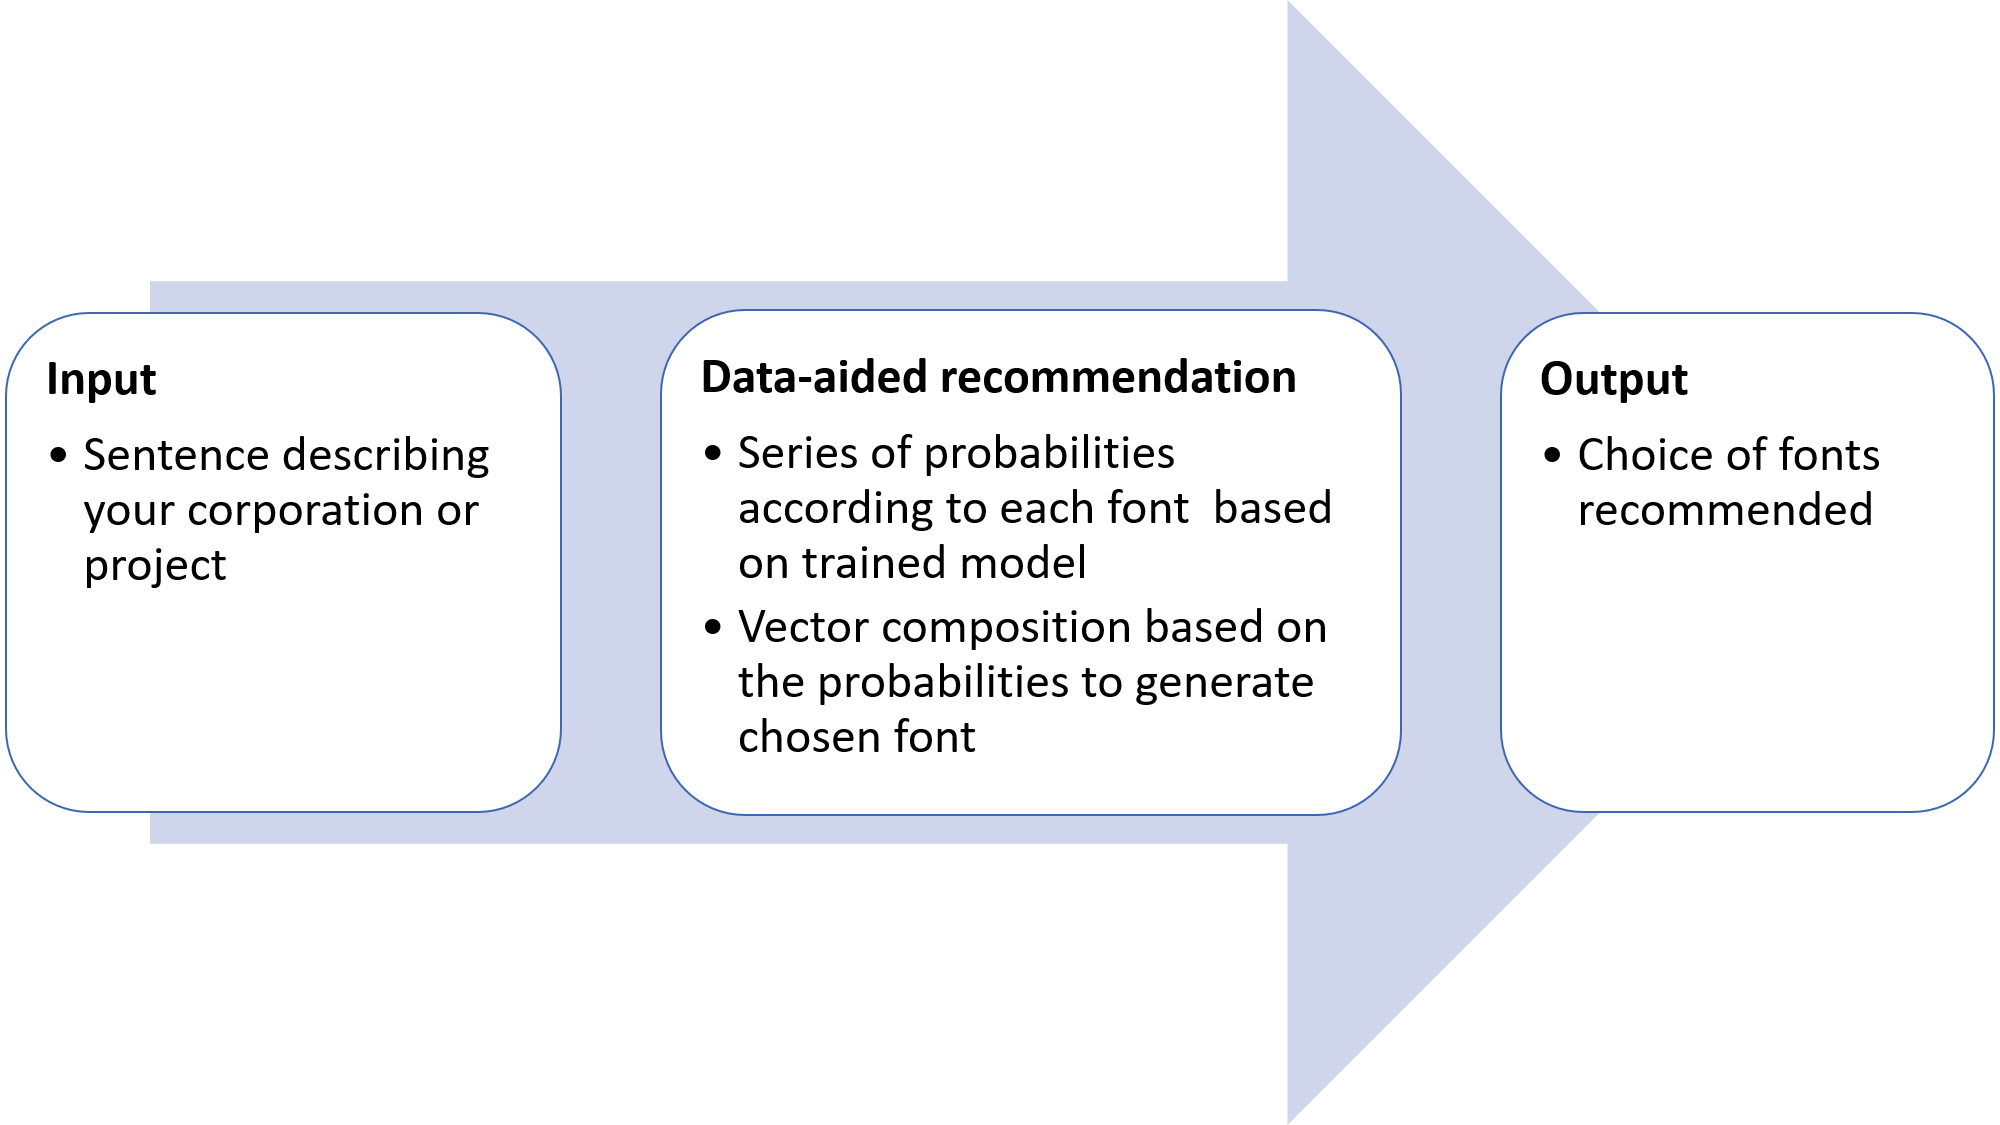 Input
• Sentence describing
your corporation or
project
Data-aided recommendation
• Series of probabilities
according to each font  based
on trained model
• Vector composition based on
the probabilities to generate
chosen font
Output
• Choice of fonts
recommended